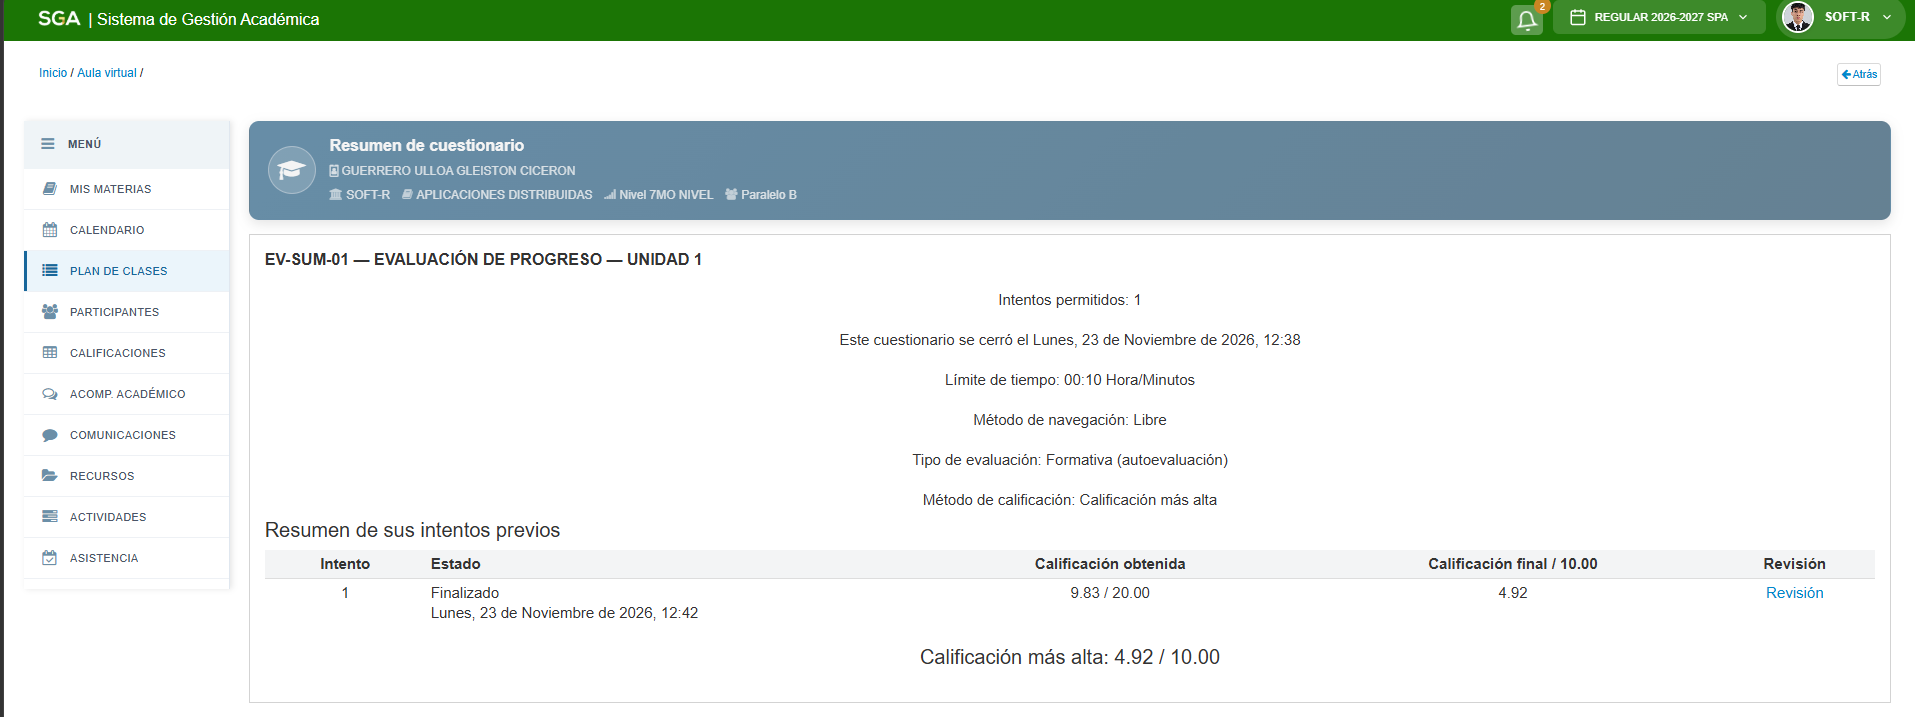 SGA | Sistema de Gestión Académica
2
REGULAR 2026-2027 SPA
SOFT-R
Inicio / Aula virtual /
Atrás
MENÚ
MIS MATERIAS
CALENDARIO
PLAN DE CLASES
PARTICIPANTES
CALIFICACIONES
ACOMP. ACADÉMICO
COMUNICACIONES
RECURSOS
ACTIVIDADES
ASISTENCIA
Resumen de cuestionario
GUERRERO ULLOA GLEISTON CICERON
SOFT-R APLICACIONES DISTRIBUIDAS Nivel 7MO NIVEL Paralelo B
EV-SUM-01 — EVALUACIÓN DE PROGRESO — UNIDAD 1
Intentos permitidos: 1
Este cuestionario se cerró el Lunes, 23 de Noviembre de 2026, 12:38
Límite de tiempo: 00:10 Hora/Minutos
Método de navegación: Libre
Tipo de evaluación: Formativa (autoevaluación)
Método de calificación: Calificación más alta
Resumen de sus intentos previos
Intento Estado Calificación obtenida Calificación final / 10.00 Revisión
1 Finalizado 9.83 / 20.00 4.92 Revisión
Lunes, 23 de Noviembre de 2026, 12:42
Calificación más alta: 4.92 / 10.00